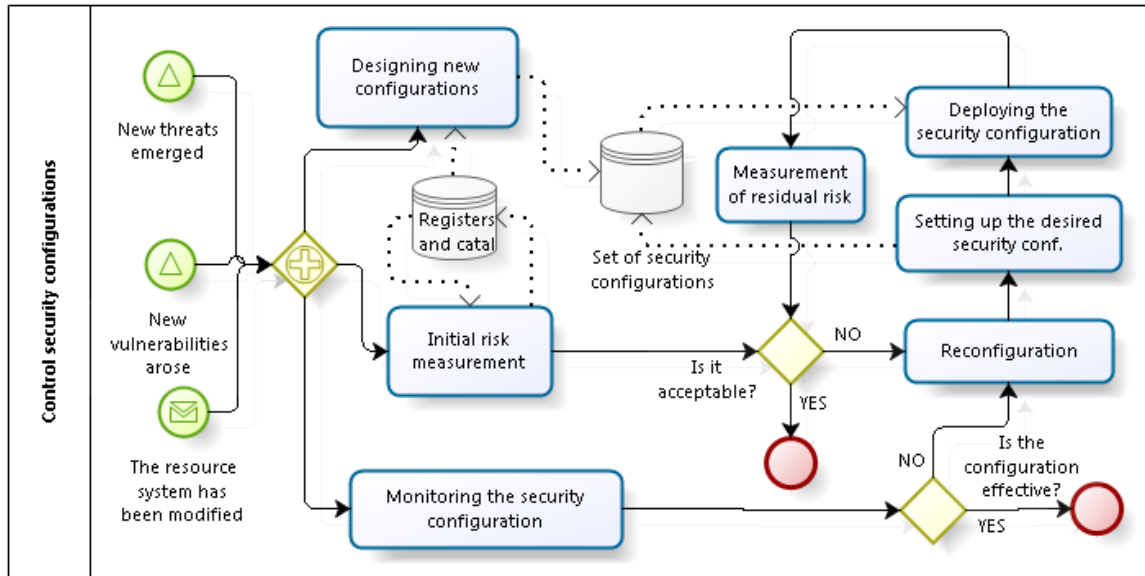 Control security configurations
New threats
emerged
New
vulnerabilities
arose
The resource
system has
been modified
Designing new
configurations
Registers
and catal
Initial risk
measurement
Monitoring the security
configuration
Set of security
configurations
Measurement
of residual risk
Is it
acceptable?
NO
YES
Deploying the
security configuration
Setting up the desired
security conf.
Reconfiguration
NO
Is the
configuration
effective?
YES